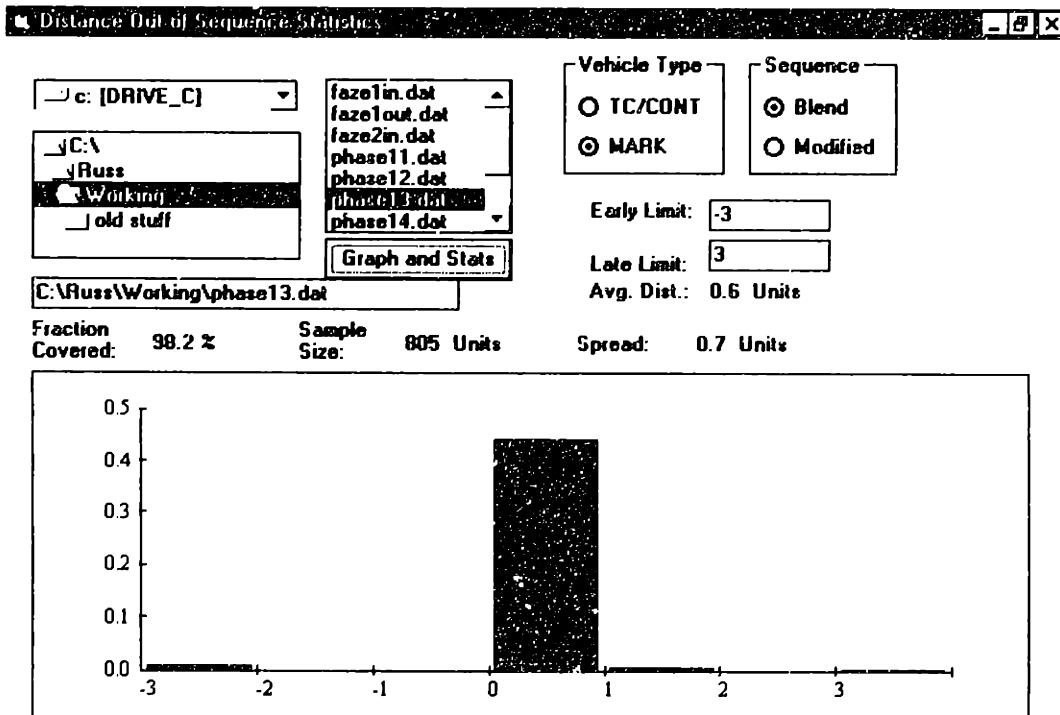 Distance Out of Sequence Statistics
c: [DRIVE_C]
C:\
Russ
Working
old stuff
faze1in.dat
faze1out.dat
faze2in.dat
phase11.dat
phase12.dat
phase13.dat
phase14.dat
Graph and Stats
C:\Russ\Working\phase13.dat
Vehicle Type
TC/CONT
MARK
Sequence
Blend
Modified
Early Limit: -3
Late Limit: 3
Avg. Dist.: 0.6 Units
Fraction Covered: 98.2 %
Sample Size: 805 Units
Spread: 0.7 Units
0.5
0.4
0.3
0.2
0.1
0.0
-3 -2 -1 0 1 2 3